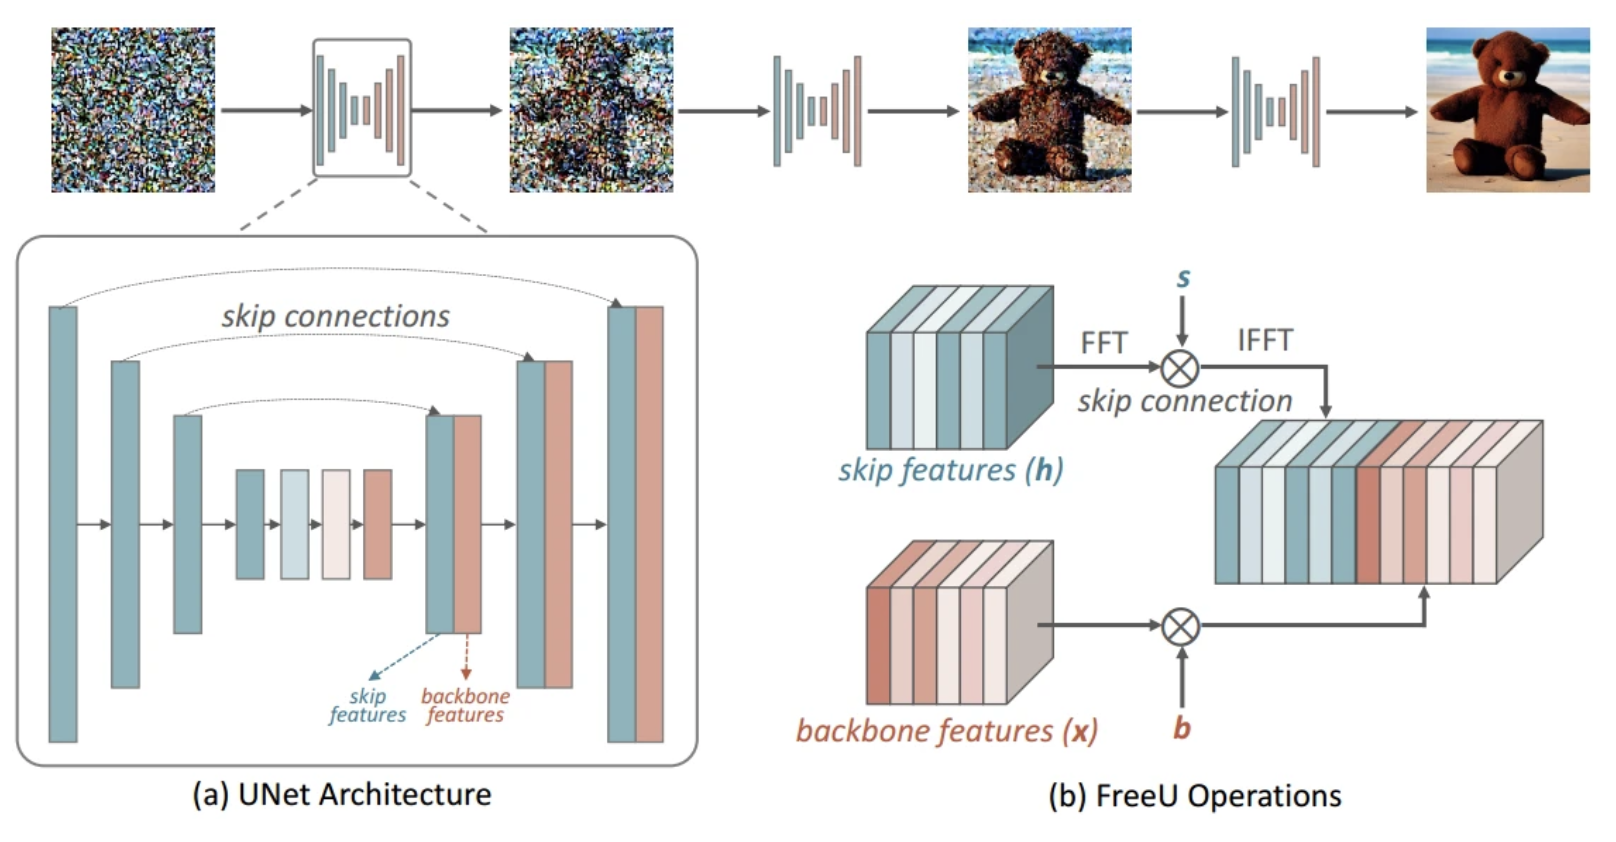 skip connections
skip
features
backbone
features
(a) UNet Architecture
s
FFT
IFFT
skip connection
skip features (h)
backbone features (x)
b
(b) FreeU Operations